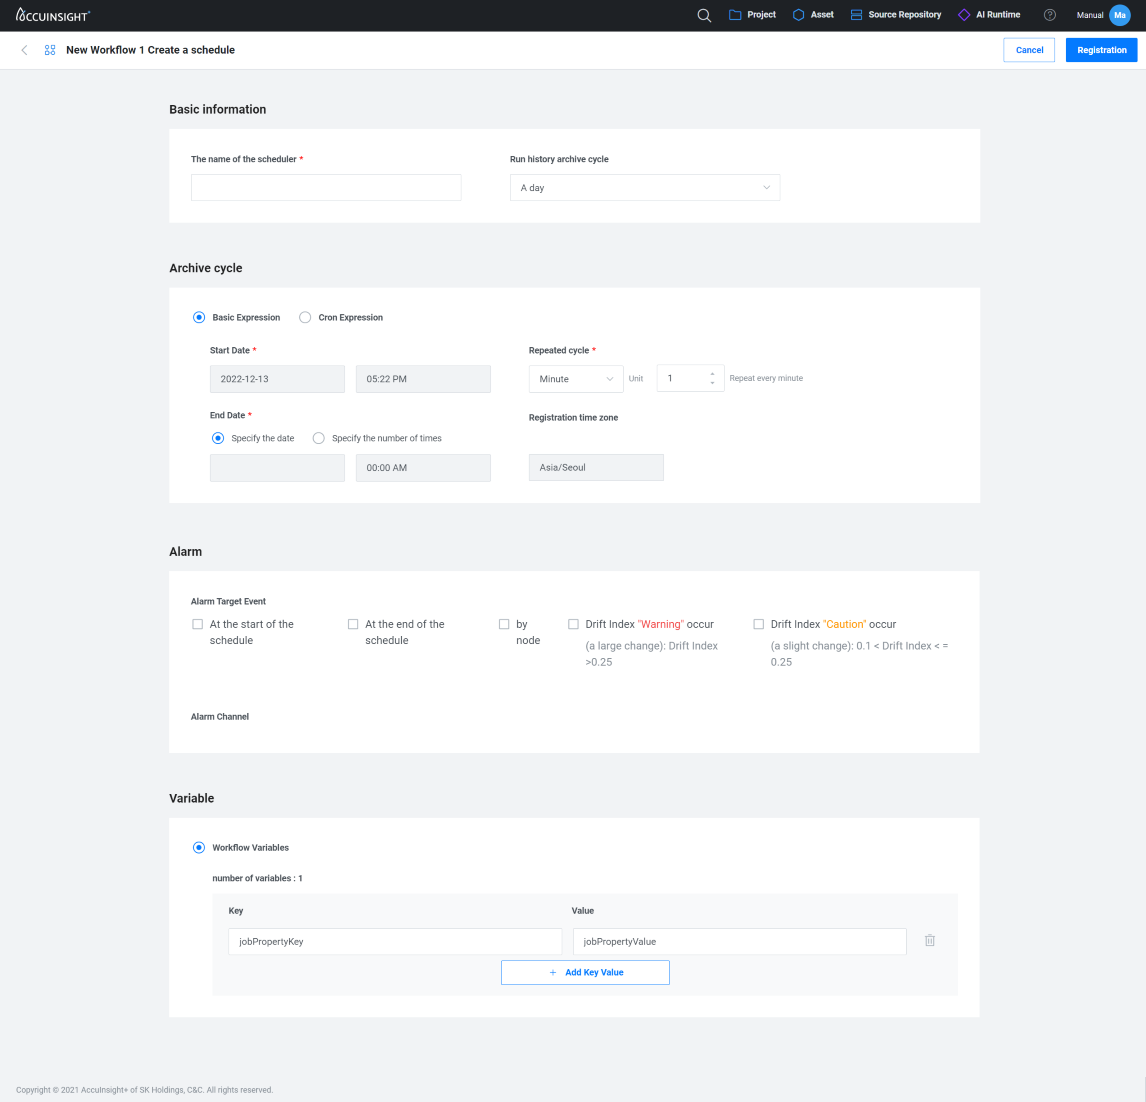 ACCUINSIGHT+
Project
Asset
Source Repository
AI Runtime
Manual
Ma
New Workflow 1 Create a schedule
Cancel
Registration
Basic information
The name of the scheduler *
Run history archive cycle
A day
Archive cycle
Basic Expression
Cron Expression
Start Date *
Repeated cycle *
2022-12-13
05:22 PM
Minute
Unit
1
Repeat every minute
End Date *
Registration time zone
Specify the date
Specify the number of times
00:00 AM
Asia/Seoul
Alarm
Alarm Target Event
At the start of the
schedule
At the end of the
schedule
by
node
Drift Index "Warning" occur
(a large change): Drift Index
>0.25
Drift Index "Caution" occur
(a slight change): 0.1 < Drift Index < =
0.25
Alarm Channel
Variable
Workflow Variables
number of variables : 1
Key
Value
jobPropertyKey
jobPropertyValue
+ Add Key Value
Copyright © 2021 AccuInsight+ of SK Holdings, C&C. All rights reserved.